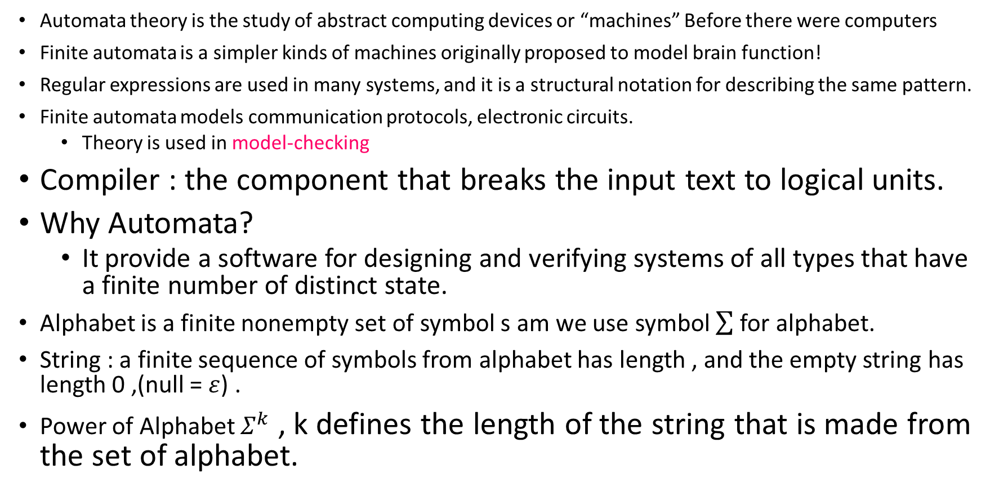 • Automata theory is the study of abstract computing devices or “machines” Before there were computers
• Finite automata is a simpler kinds of machines originally proposed to model brain function!
• Regular expressions are used in many systems, and it is a structural notation for describing the same pattern.
• Finite automata models communication protocols, electronic circuits.
• Theory is used in model-checking
• Compiler : the component that breaks the input text to logical units.
• Why Automata?
• It provide a software for designing and verifying systems of all types that have
a finite number of distinct state.
• Alphabet is a finite nonempty set of symbol s am we use symbol ∑ for alphabet.
• String : a finite sequence of symbols from alphabet has length , and the empty string has
length 0 ,(null = ε) .
• Power of Alphabet Σᵏ , k defines the length of the string that is made from
the set of alphabet.